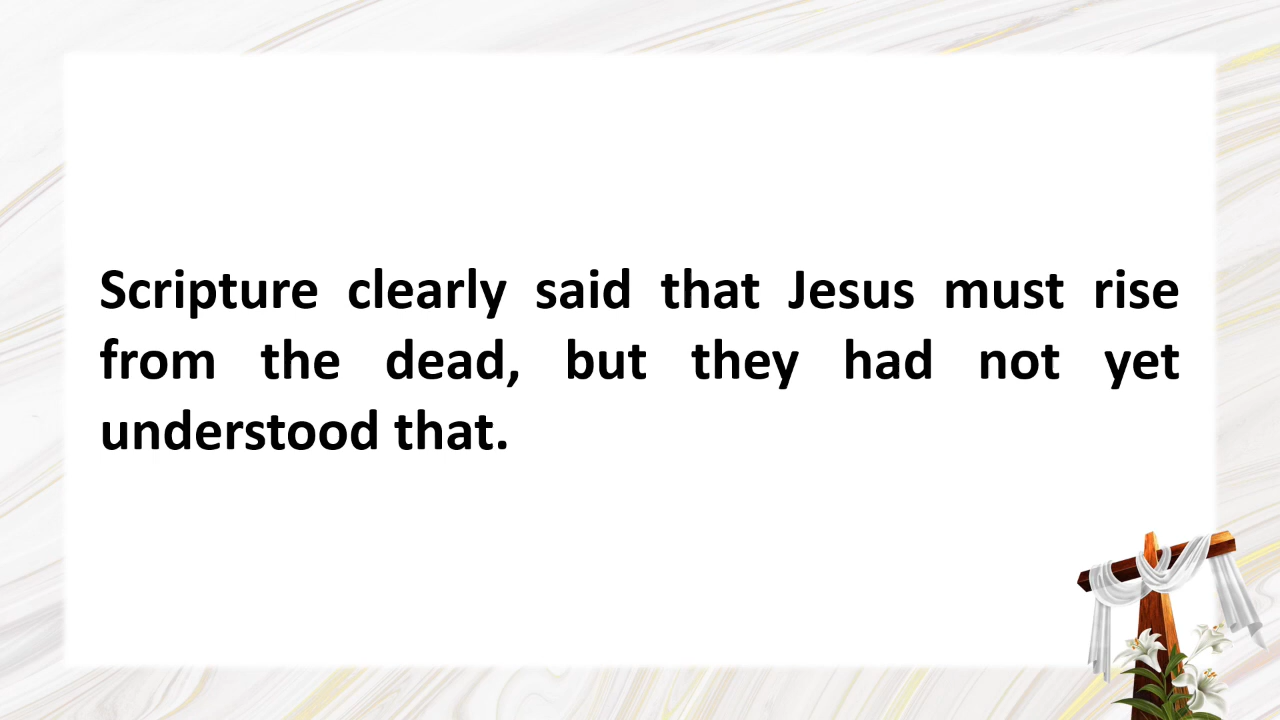 Scripture clearly said that Jesus must rise
from the dead, but they had not yet
understood that.